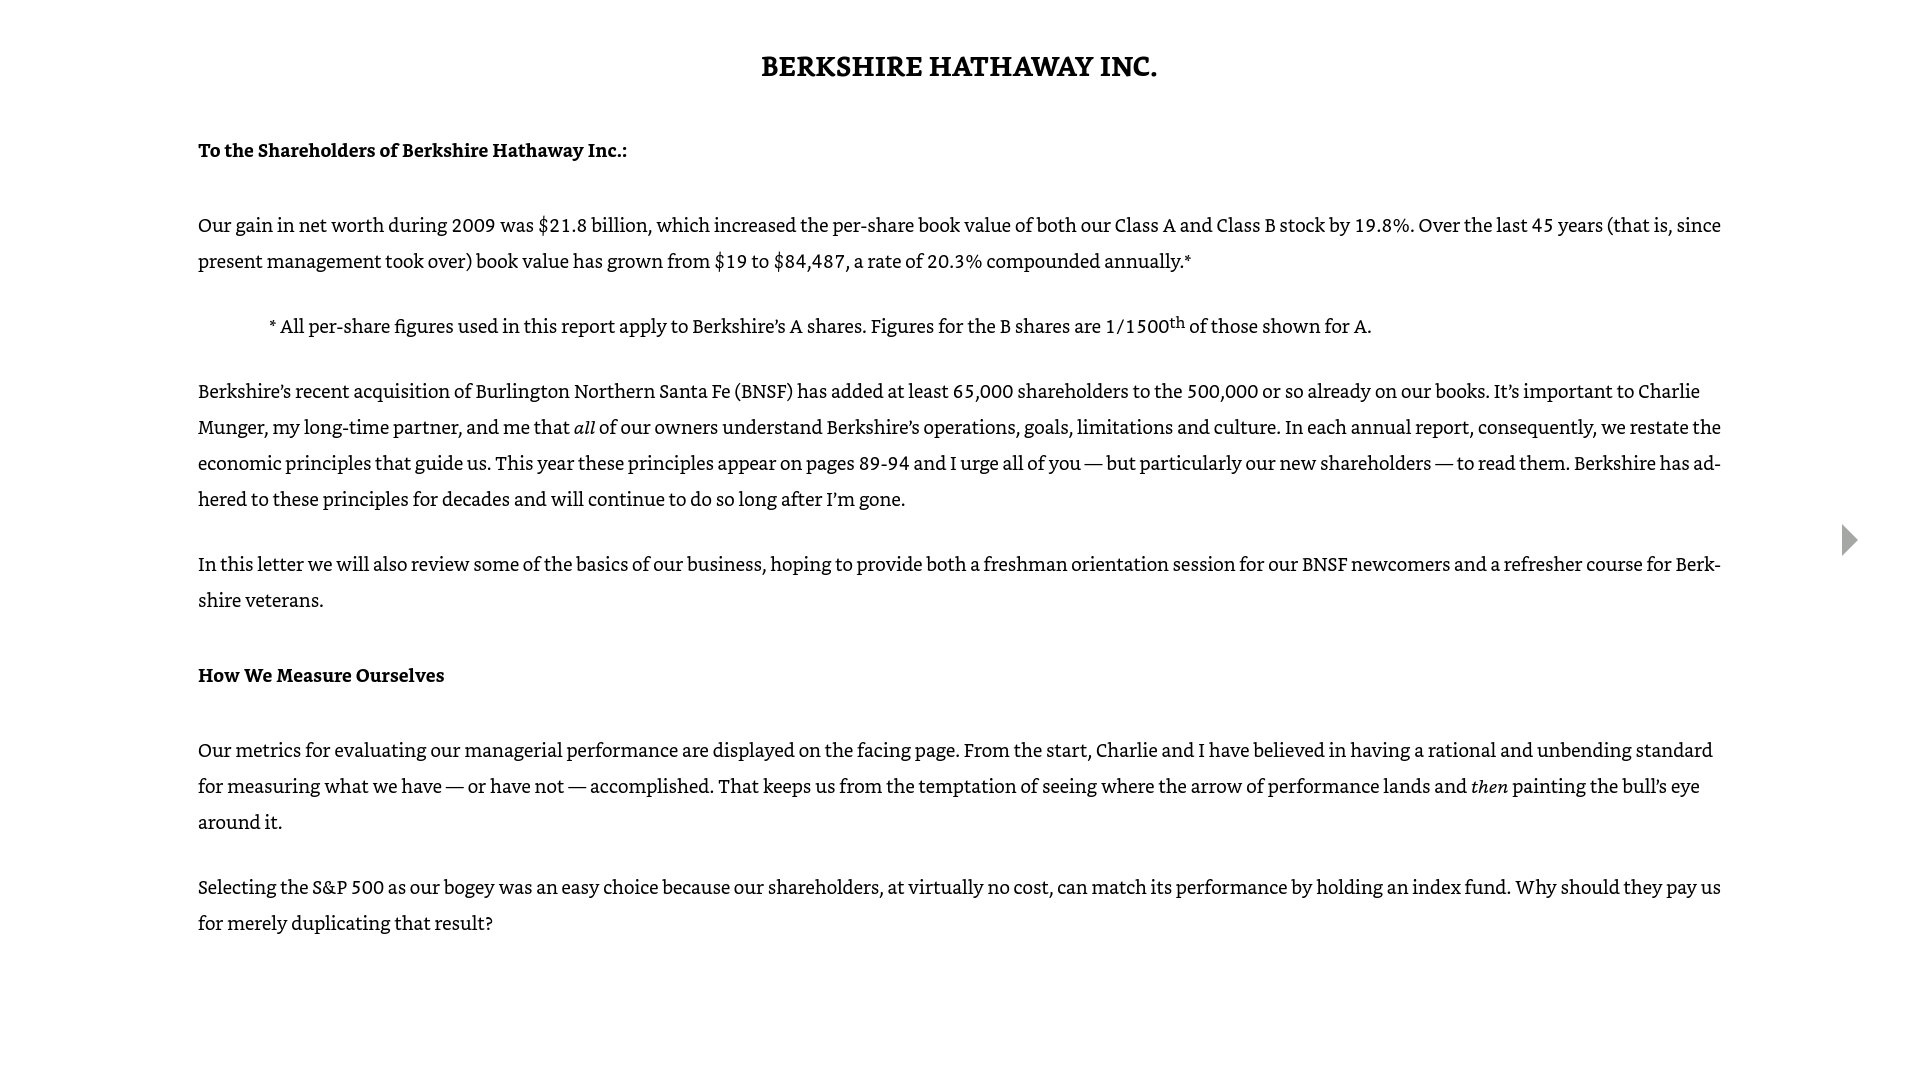 BERKSHIRE HATHAWAY INC.
To the Shareholders of Berkshire Hathaway Inc.:
Our gain in net worth during 2009 was $21.8 billion, which increased the per-share book value of both our Class A and Class B stock by 19.8%. Over the last 45 years (that is, since
present management took over) book value has grown from $19 to $84,487, a rate of 20.3% compounded annually.*
* All per-share figures used in this report apply to Berkshire’s A shares. Figures for the B shares are 1/1500th of those shown for A.
Berkshire’s recent acquisition of Burlington Northern Santa Fe (BNSF) has added at least 65,000 shareholders to the 500,000 or so already on our books. It’s important to Charlie
Munger, my long-time partner, and me that all of our owners understand Berkshire’s operations, goals, limitations and culture. In each annual report, consequently, we restate the
economic principles that guide us. This year these principles appear on pages 89-94 and I urge all of you — but particularly our new shareholders — to read them. Berkshire has ad-
hered to these principles for decades and will continue to do so long after I’m gone.
In this letter we will also review some of the basics of our business, hoping to provide both a freshman orientation session for our BNSF newcomers and a refresher course for Berk-
shire veterans.
How We Measure Ourselves
Our metrics for evaluating our managerial performance are displayed on the facing page. From the start, Charlie and I have believed in having a rational and unbending standard
for measuring what we have — or have not — accomplished. That keeps us from the temptation of seeing where the arrow of performance lands and then painting the bull’s eye
around it.
Selecting the S&P 500 as our bogey was an easy choice because our shareholders, at virtually no cost, can match its performance by holding an index fund. Why should they pay us
for merely duplicating that result?